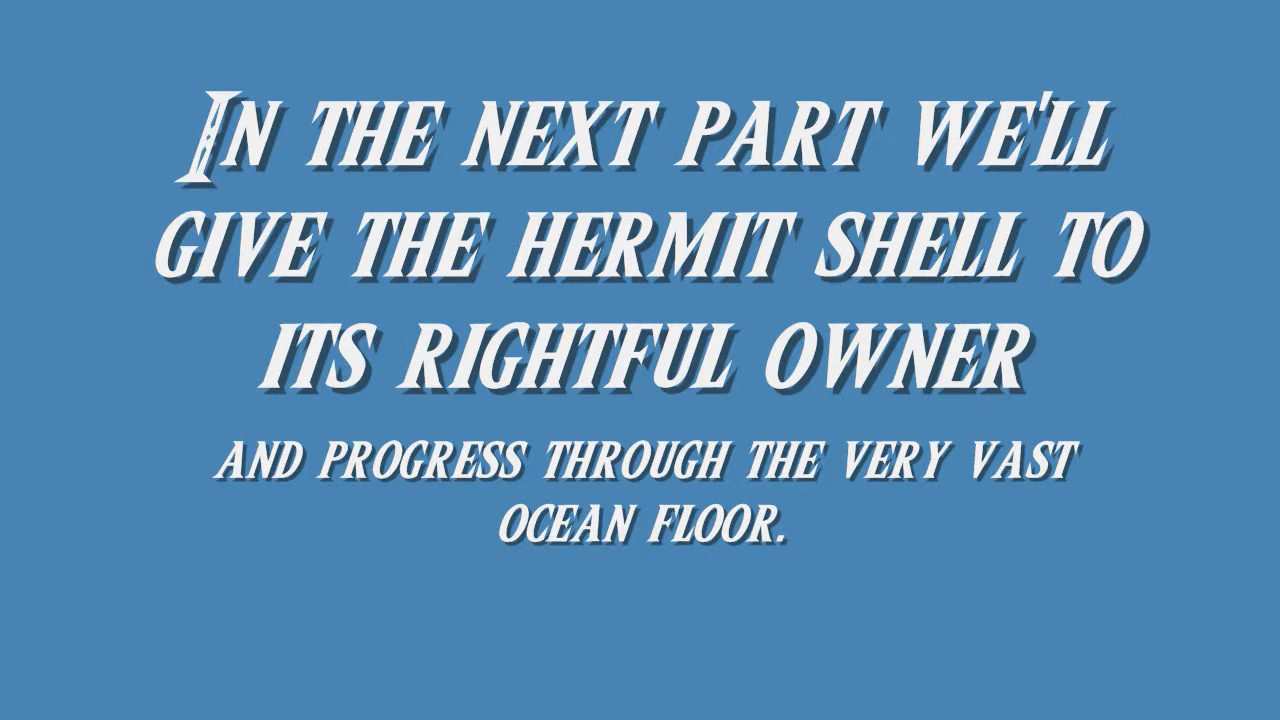 In the next part we'll
give the hermit shell to
its rightful owner
and progress through the very vast
ocean floor.